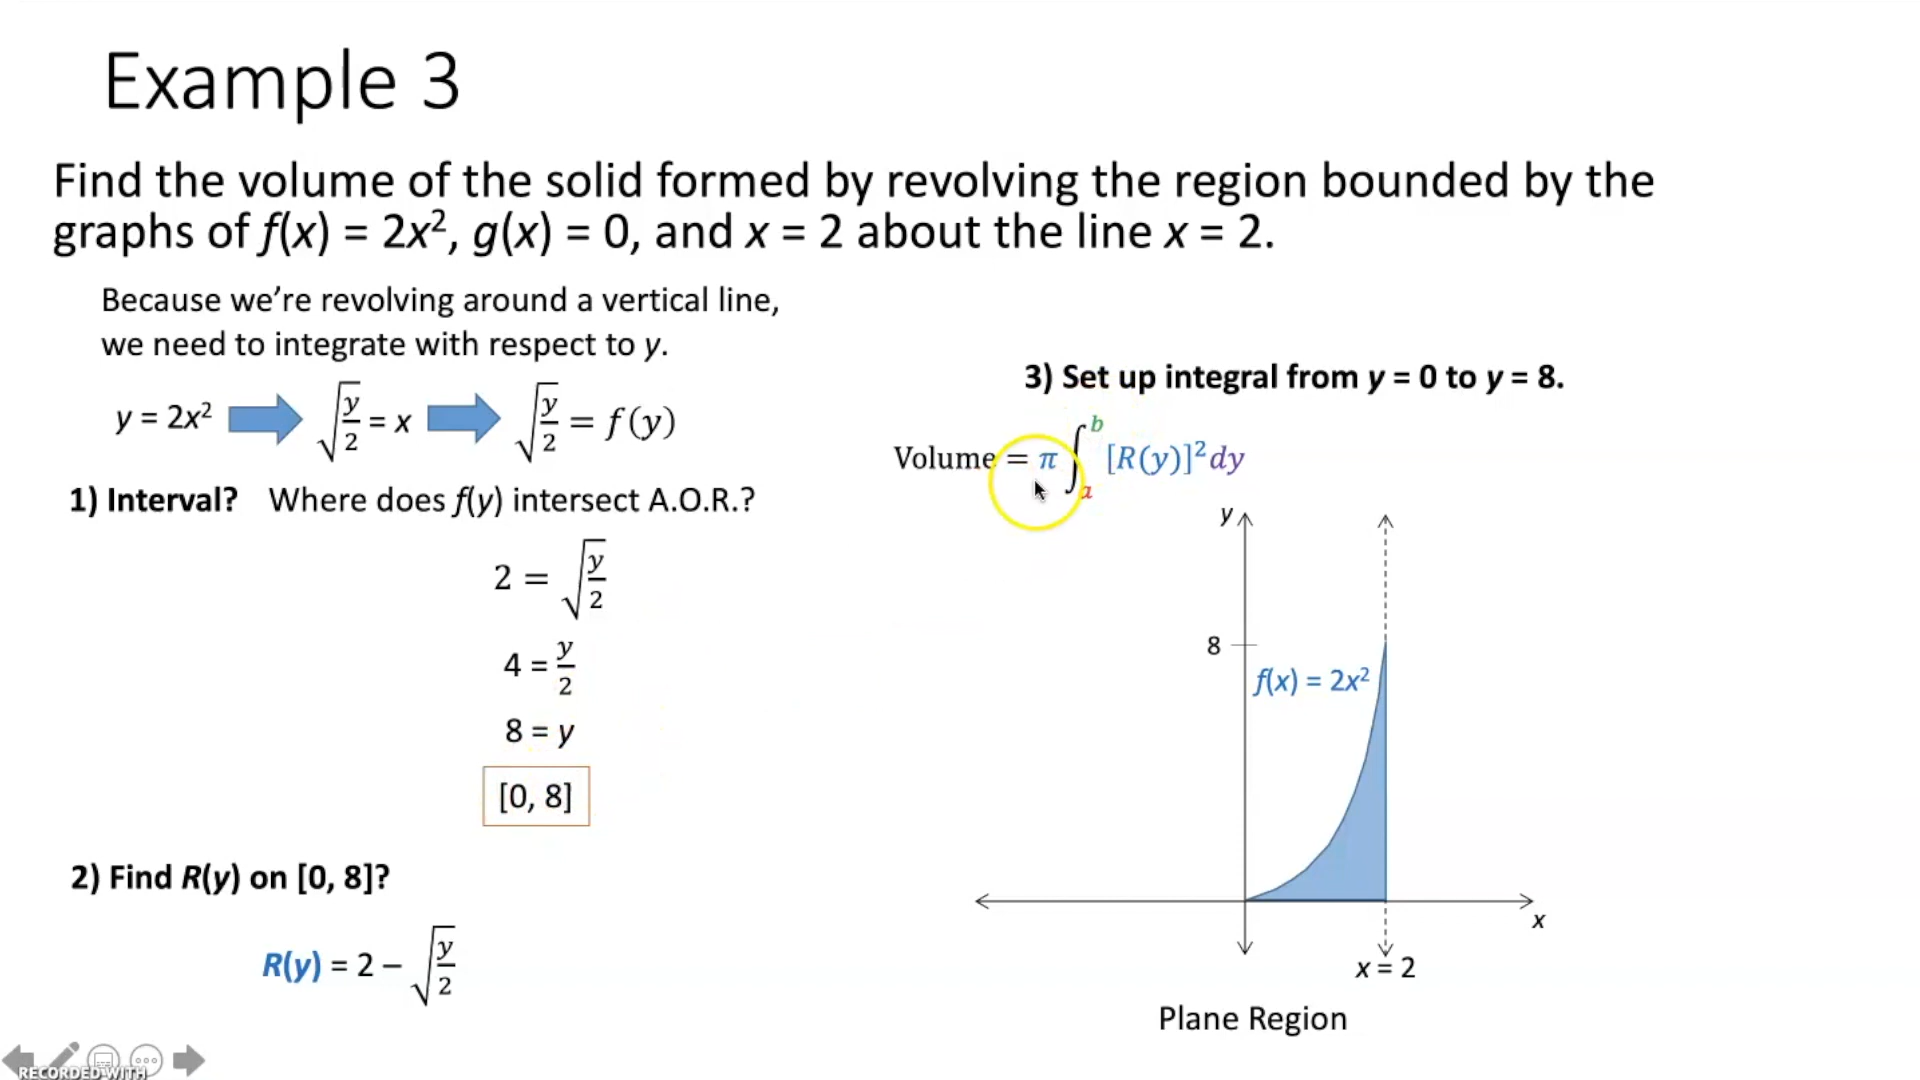 Example 3
Find the volume of the solid formed by revolving the region bounded by the
graphs of f(x) = 2x², g(x) = 0, and x = 2 about the line x = 2.
Because we're revolving around a vertical line,
we need to integrate with respect to y.
y = 2x² √(y/2) = x √(y/2) = f(y)
1) Interval? Where does f(y) intersect A.O.R.?
2 = √(y/2)
4 = y/2
8 = y
[0, 8]
2) Find R(y) on [0, 8]?
R(y) = 2 – √(y/2)
3) Set up integral from y = 0 to y = 8.
Volume = π ∫ₐᵇ [R(y)]² dy
y
8
f(x) = 2x²
x
x = 2
Plane Region
RECORDED WITH